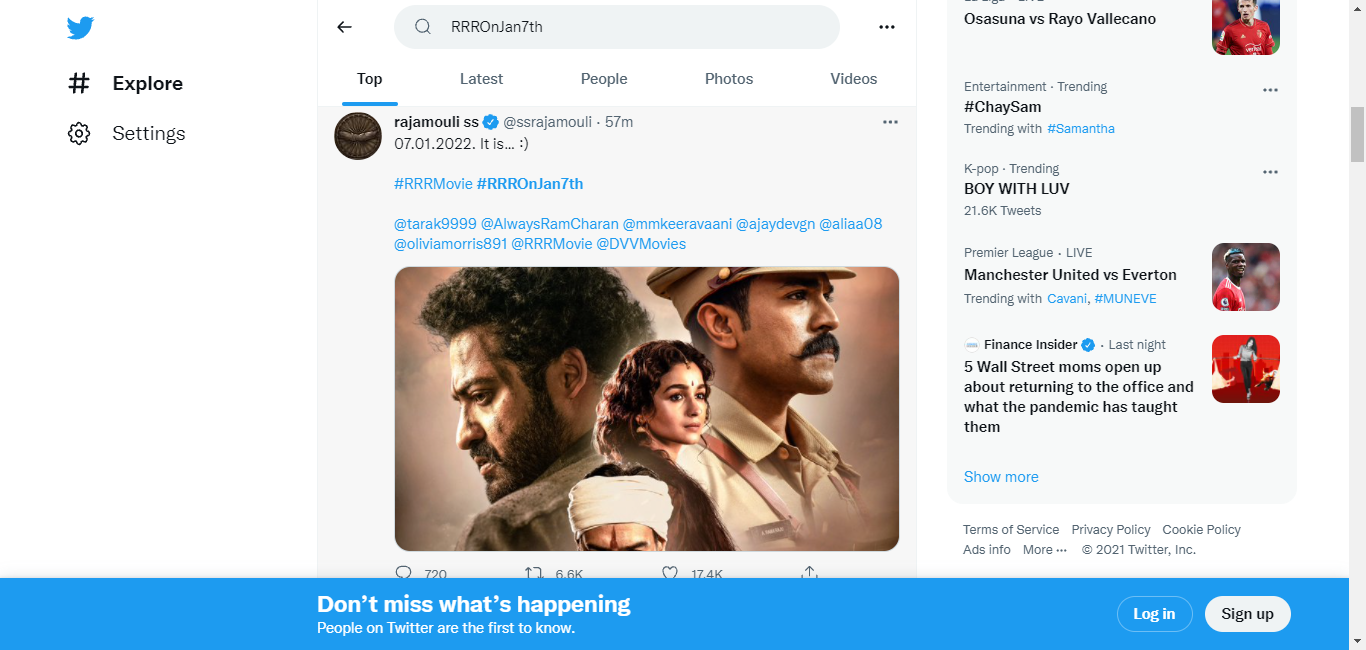 RRROnJan7th
Explore
Settings
Top
Latest
People
Photos
Videos
rajamouli ss @ssrajamouli · 57m
07.01.2022. It is... :)
#RRRMovie #RRROnJan7th
@tarak9999 @AlwaysRamCharan @mmkeeravaani @ajaydevgn @aliaa08
@oliviamorris891 @RRRMovie @DVVMovies
720
6.6K
17.4K
Osasuna vs Rayo Vallecano
Entertainment · Trending
#ChaySam
Trending with #Samantha
K-pop · Trending
BOY WITH LUV
21.6K Tweets
Premier League · LIVE
Manchester United vs Everton
Trending with Cavani, #MUNEVE
Finance Insider · Last night
5 Wall Street moms open up
about returning to the office and
what the pandemic has taught
them
Show more
Terms of Service Privacy Policy Cookie Policy
Ads info More ··· © 2021 Twitter, Inc.
Don’t miss what’s happening
People on Twitter are the first to know.
Log in
Sign up